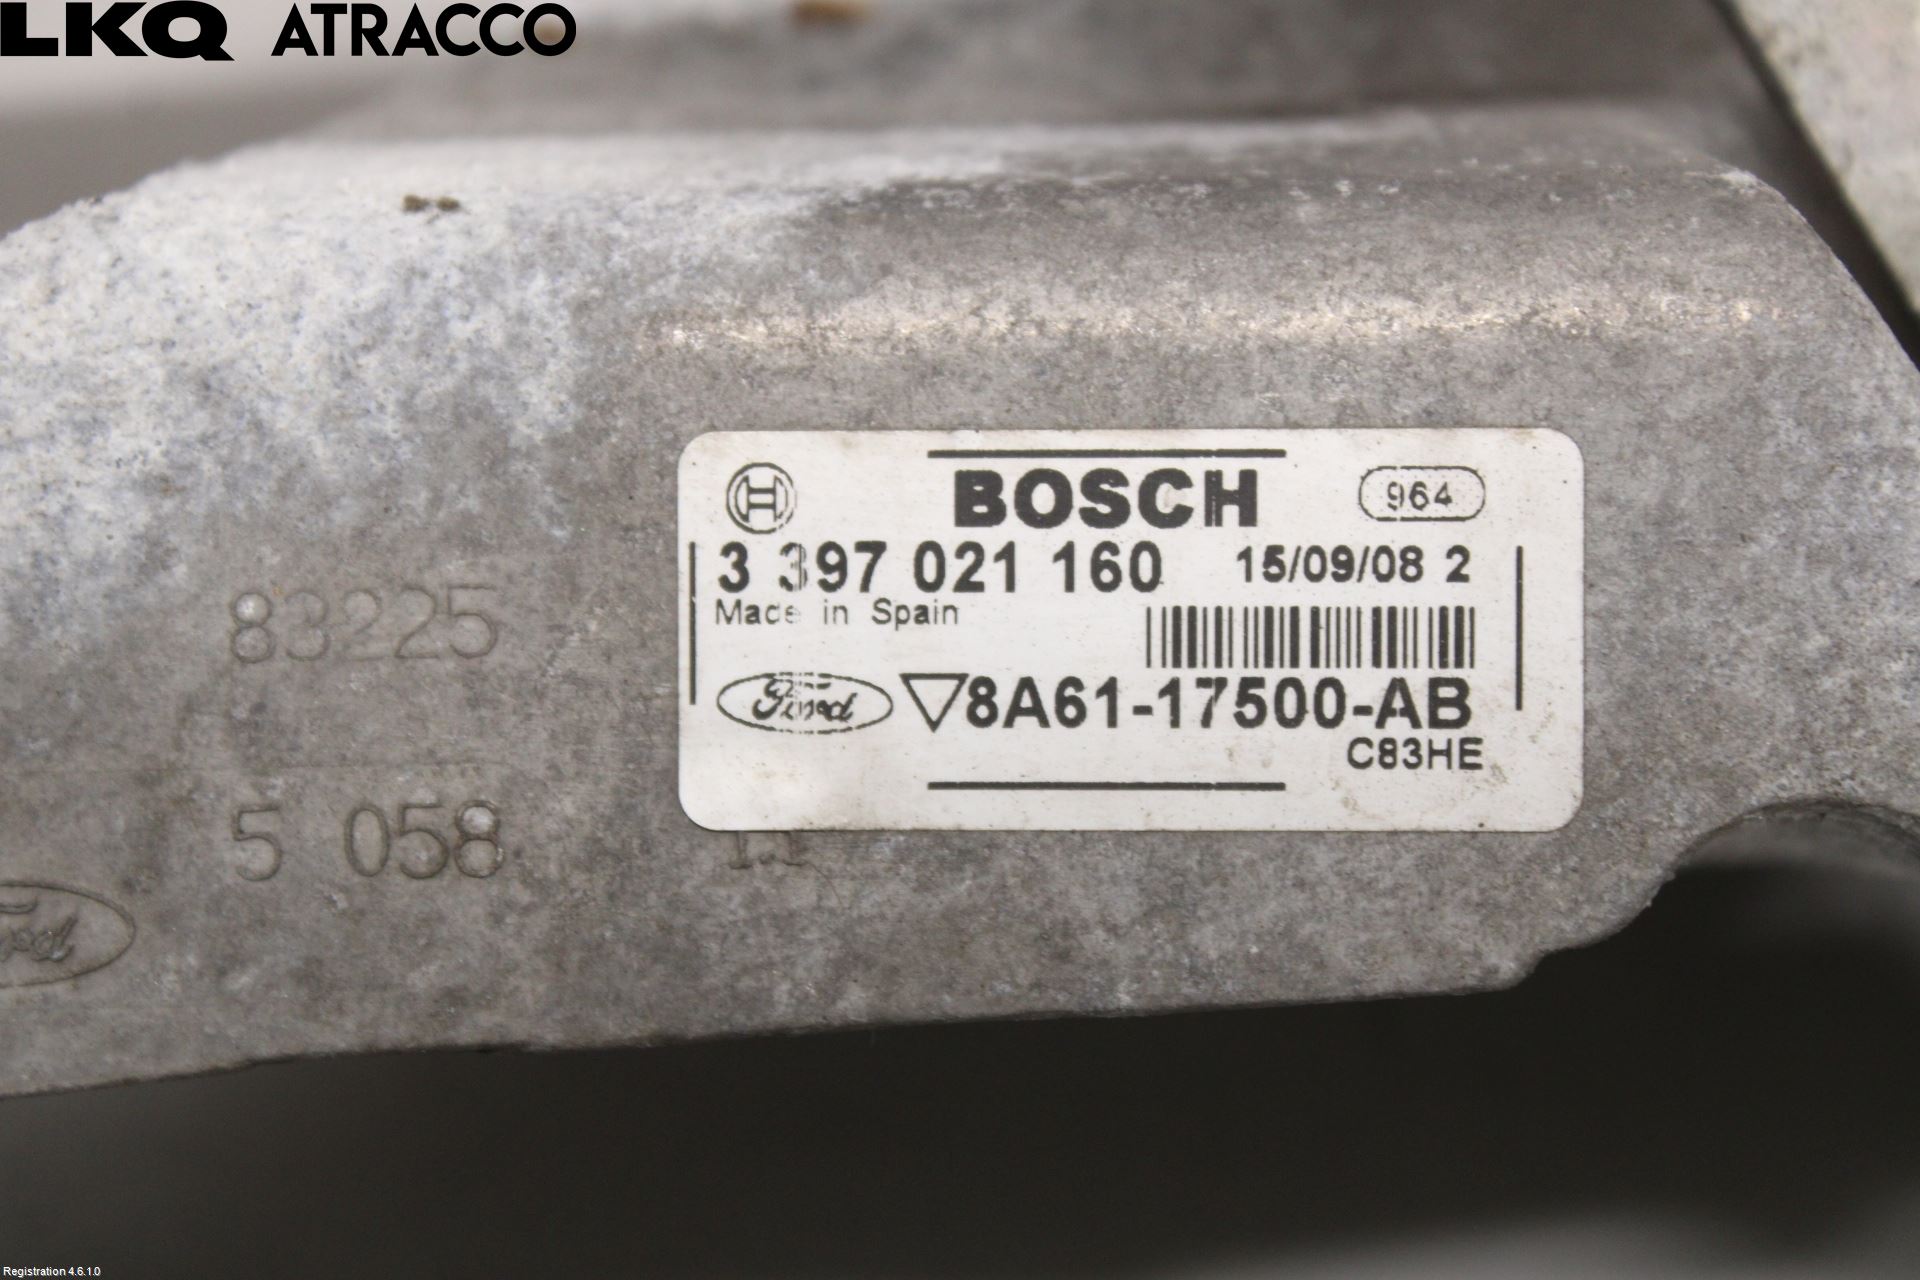 LKQ ATRACCO
BOSCH 964
3 397 021 160 15/09/08 2
Made in Spain
Ford ▽8A61-17500-AB
C83HE
83225
5 058
Ford
Registration 4.6.1.0